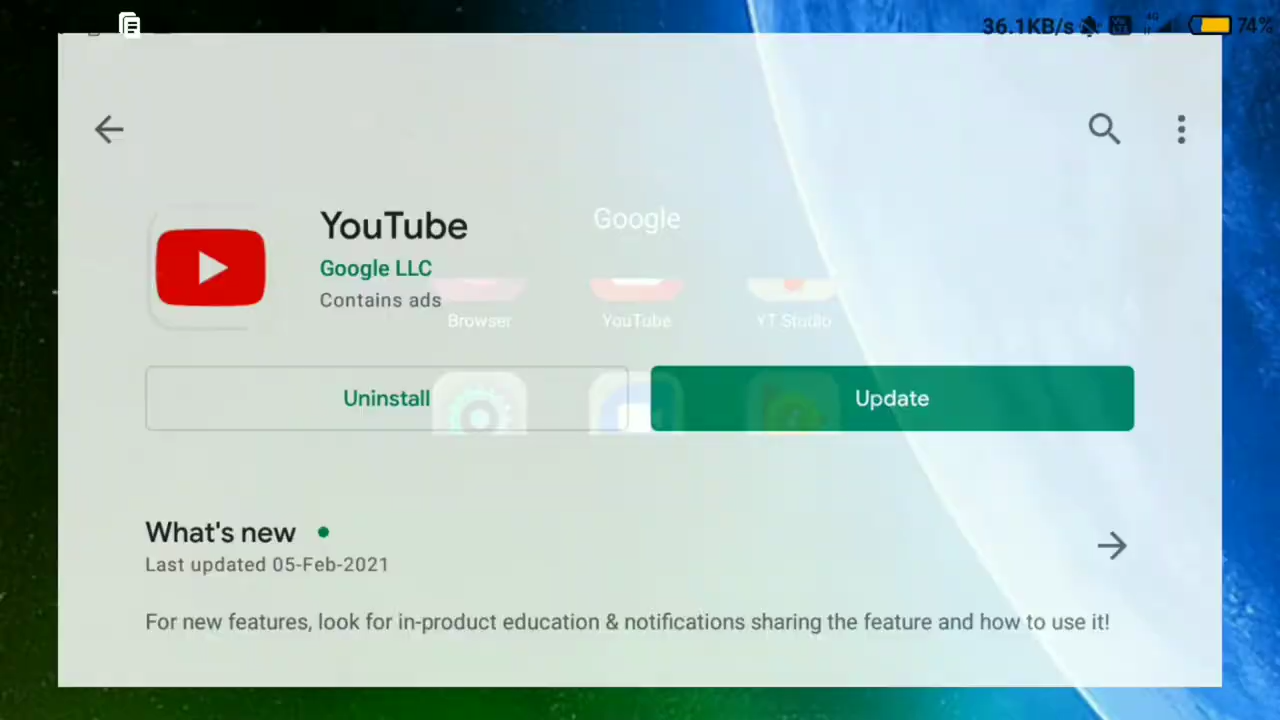 36.1KB/s 4G 74%
YouTube
Google
Google LLC
Contains ads
Browser YouTube YT Studio
Uninstall Update
What's new
Last updated 05-Feb-2021
For new features, look for in-product education & notifications sharing the feature and how to use it!